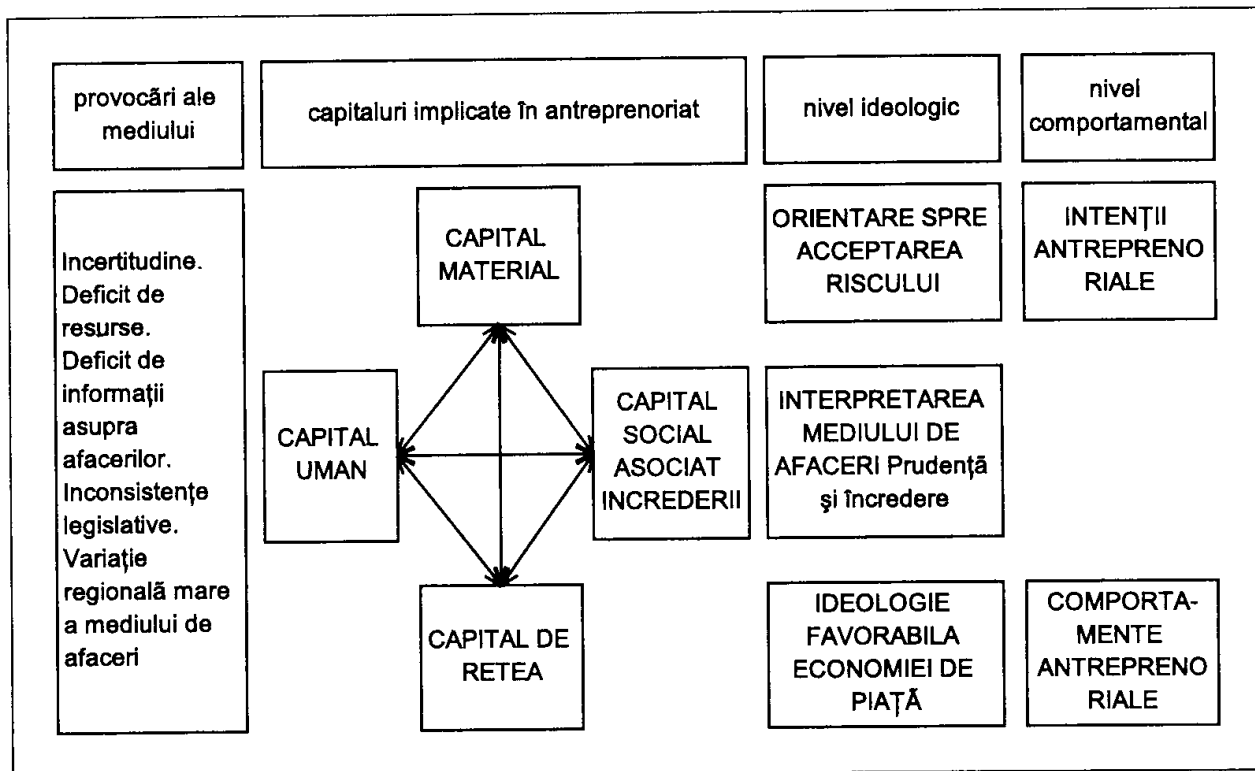 provocări ale
mediului
capitaluri implicate în antreprenoriat
nivel ideologic
nivel
comportamental
Incertitudine.
Deficit de
resurse.
Deficit de
informații
asupra
afacerilor.
Inconsistențe
legislative.
Variație
regională mare
a mediului de
afaceri
CAPITAL
MATERIAL
CAPITAL
UMAN
CAPITAL
SOCIAL
ASOCIAT
INCREDERII
CAPITAL DE
RETEA
ORIENTARE SPRE
ACCEPTAREA
RISCULUI
INTERPRETAREA
MEDIULUI DE
AFACERI Prudență
și încredere
IDEOLOGIE
FAVORABILA
ECONOMIEI DE
PIAȚĂ
INTENȚII
ANTREPRENO
RIALE
COMPORTA-
MENTE
ANTREPRENO
RIALE